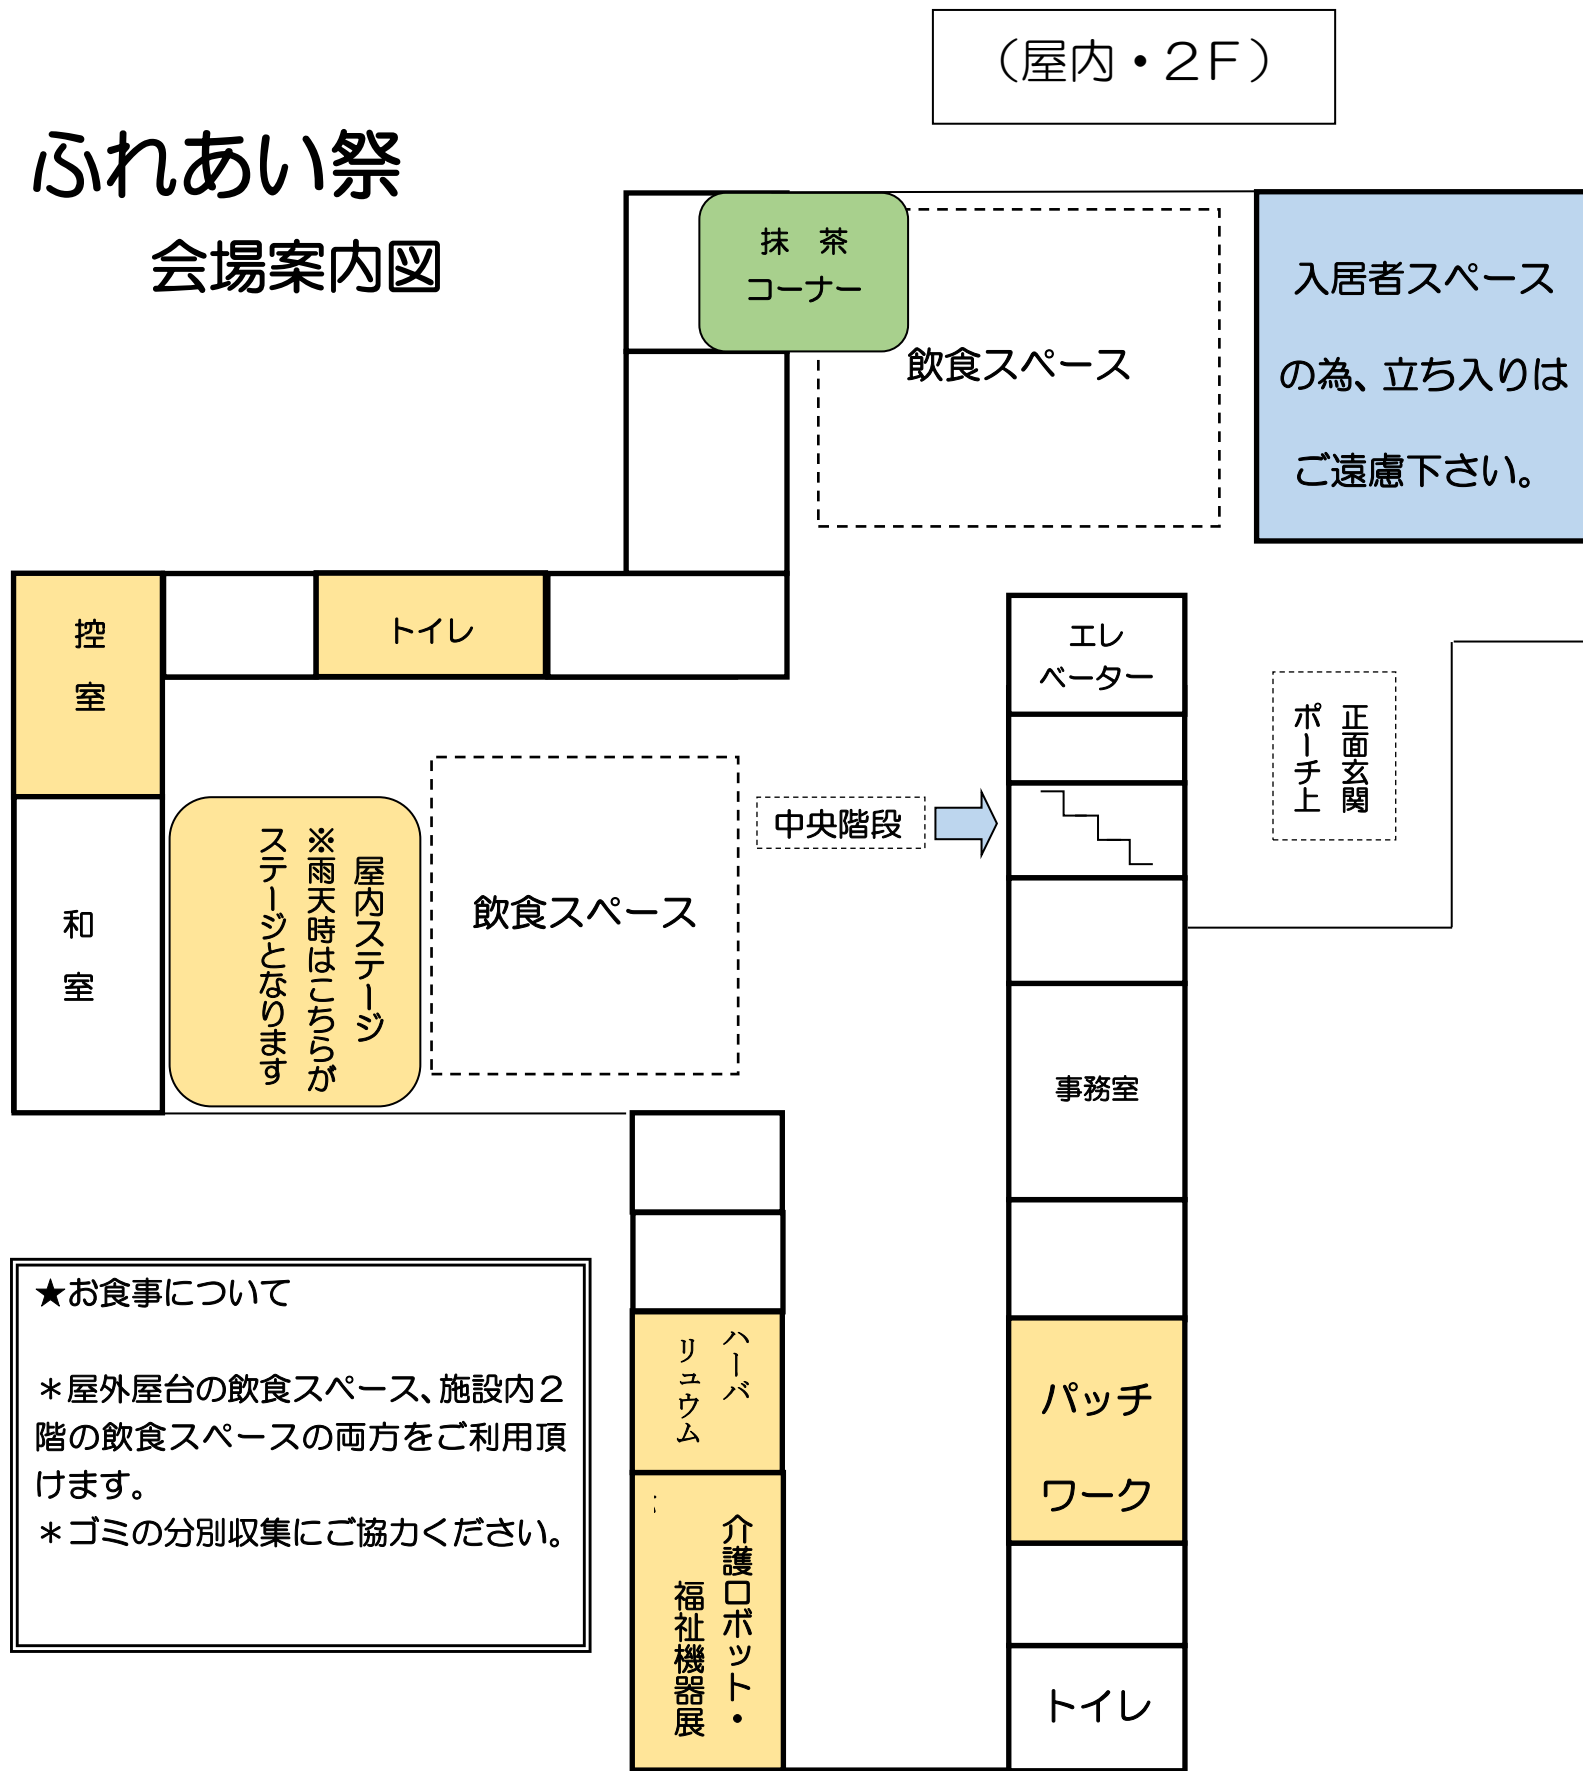 （屋内・２Ｆ）
ふれあい祭
会場案内図
抹　茶
コーナー
飲食スペース
入居者スペース
の為、立ち入りは
ご遠慮下さい。
控
室
トイレ
エレ
ベーター
正面玄関
ポーチ上
中央階段
和
室
屋内ステージ
※雨天時はこちらが
ステージとなります
飲食スペース
事務室
★お食事について
＊屋外屋台の飲食スペース、施設内２
階の飲食スペースの両方をご利用頂
けます。
＊ゴミの分別収集にご協力ください。
ハーバ
リュウム
パッチ
ワーク
介護ロボット・
福祉機器展
トイレ